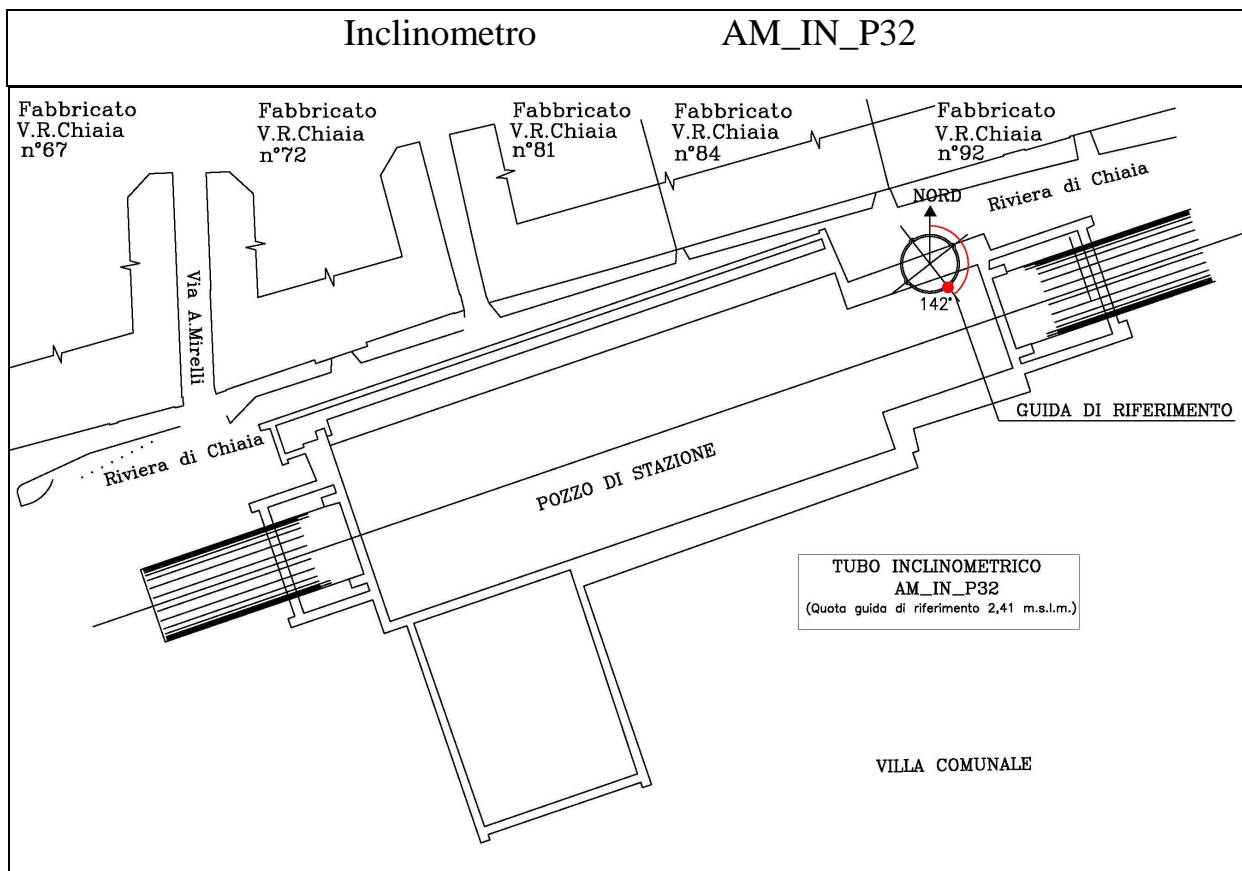 Inclinometro AM_IN_P32
Fabbricato
V.R.Chiaia
n°67
Fabbricato
V.R.Chiaia
n°72
Fabbricato
V.R.Chiaia
n°81
Fabbricato
V.R.Chiaia
n°84
Fabbricato
V.R.Chiaia
n°92
NORD
Riviera di Chiaia
Via A.Mirelli
142°
GUIDA DI RIFERIMENTO
Riviera di Chiaia
POZZO DI STAZIONE
TUBO INCLINOMETRICO
AM_IN_P32
(Quota guida di riferimento 2,41 m.s.l.m.)
VILLA COMUNALE